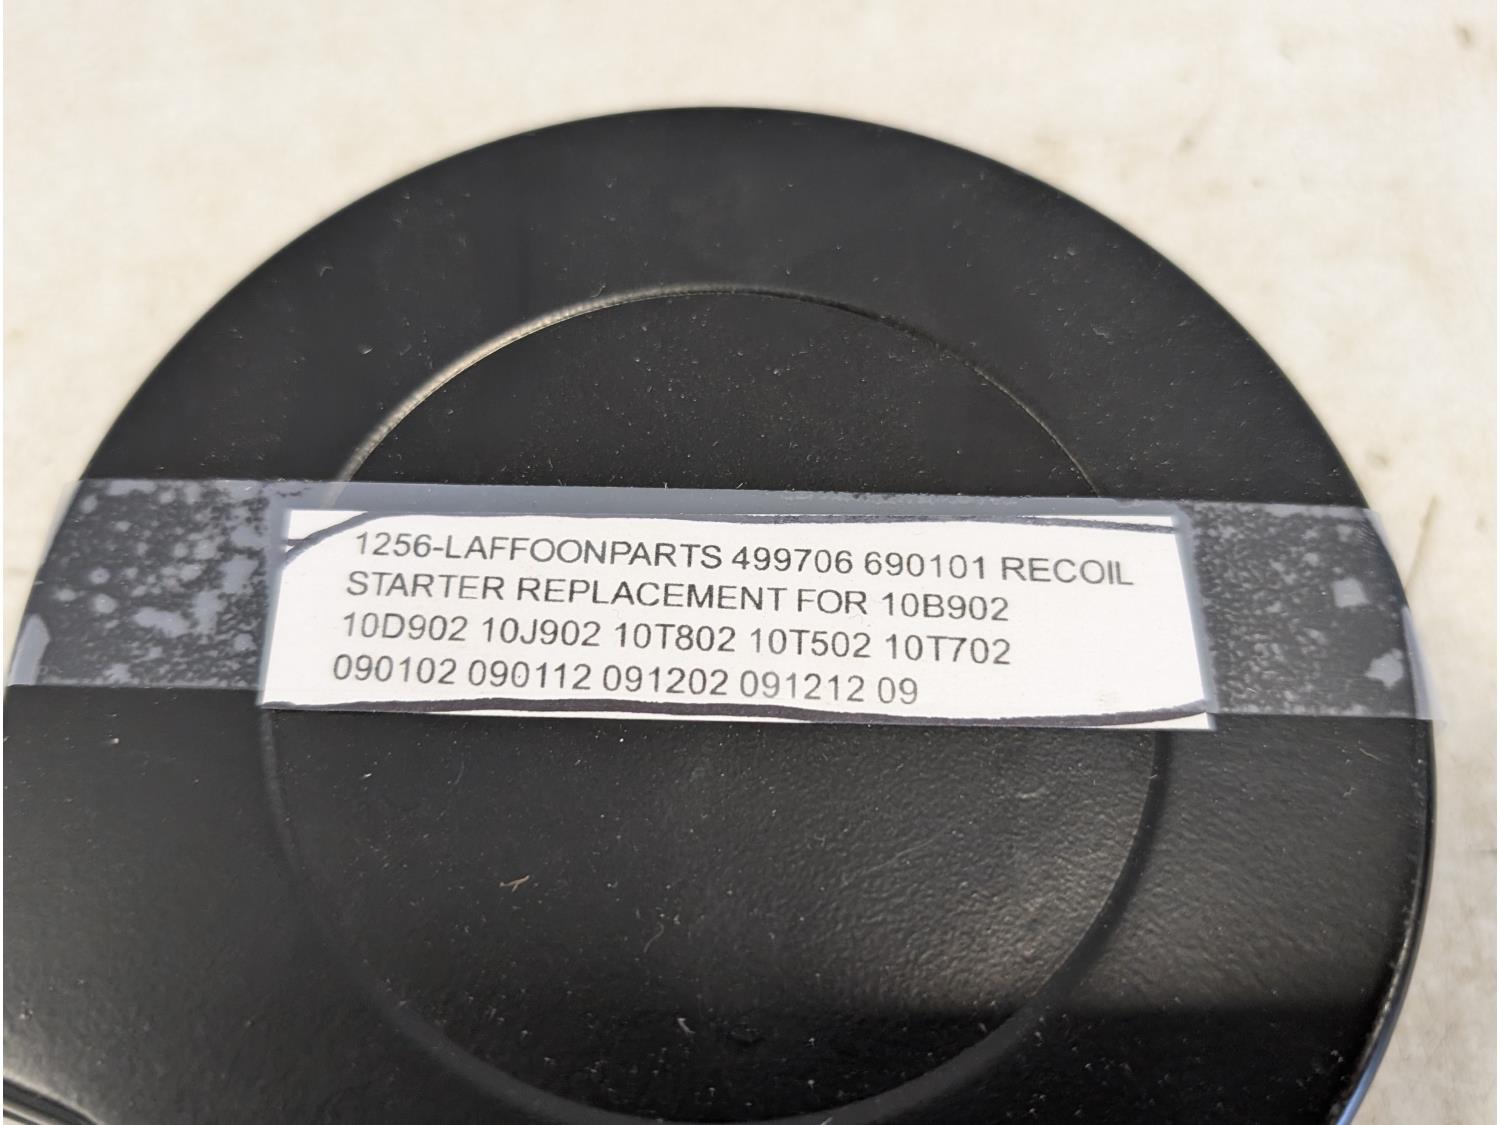 1256-LAFFOONPARTS 499706 690101 RECOIL
STARTER REPLACEMENT FOR 10B902
10D902 10J902 10T802 10T502 10T702
090102 090112 091202 091212 09